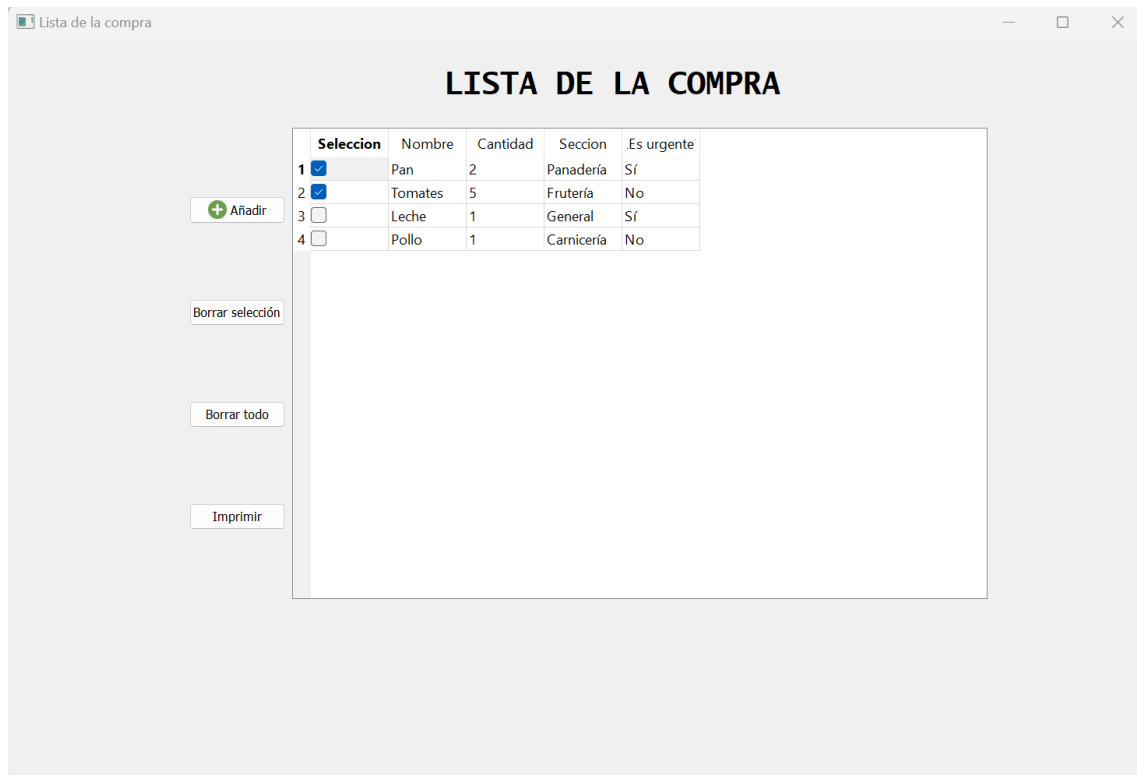 Lista de la compra
LISTA DE LA COMPRA
Seleccion Nombre Cantidad Seccion Es urgente
1 Pan 2 Panadería Sí
2 Tomates 5 Frutería No
3 Leche 1 General Sí
4 Pollo 1 Carnicería No
Añadir
Borrar selección
Borrar todo
Imprimir